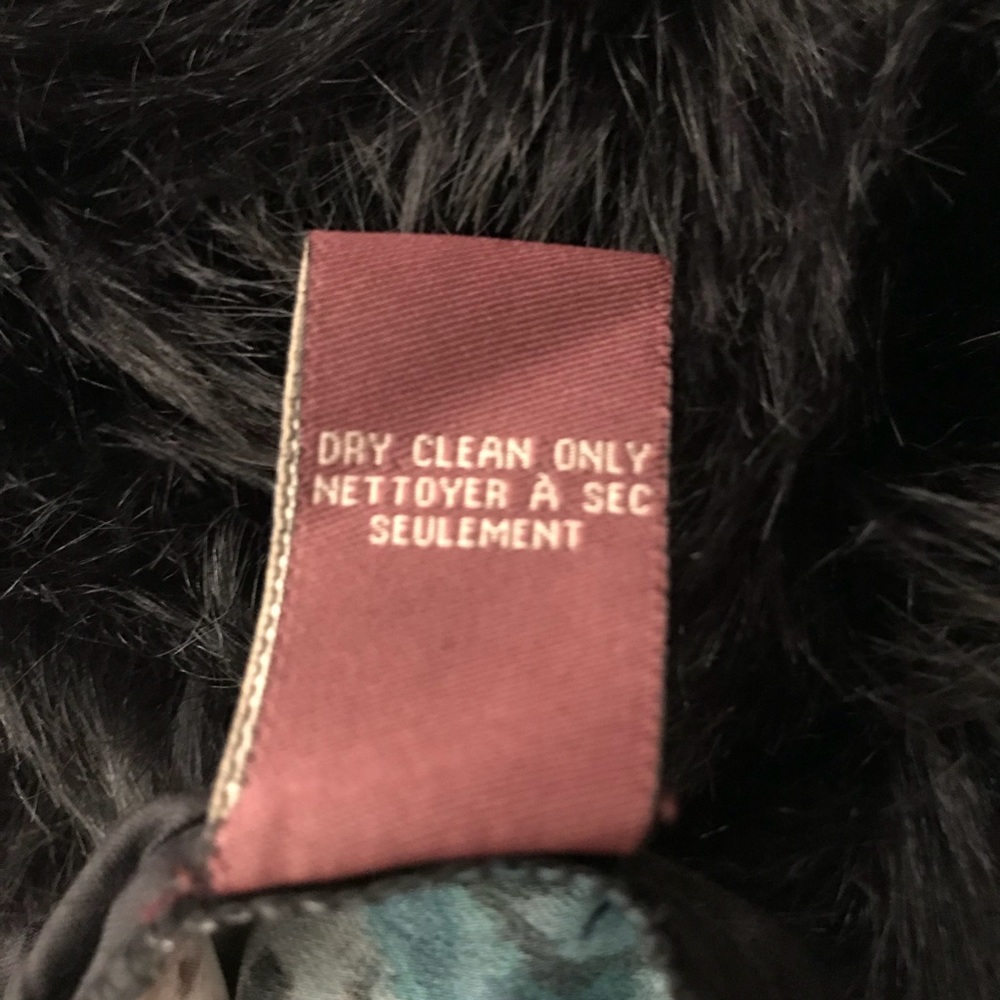 DRY CLEAN ONLY
NETTOYER À SEC
SEULEMENT